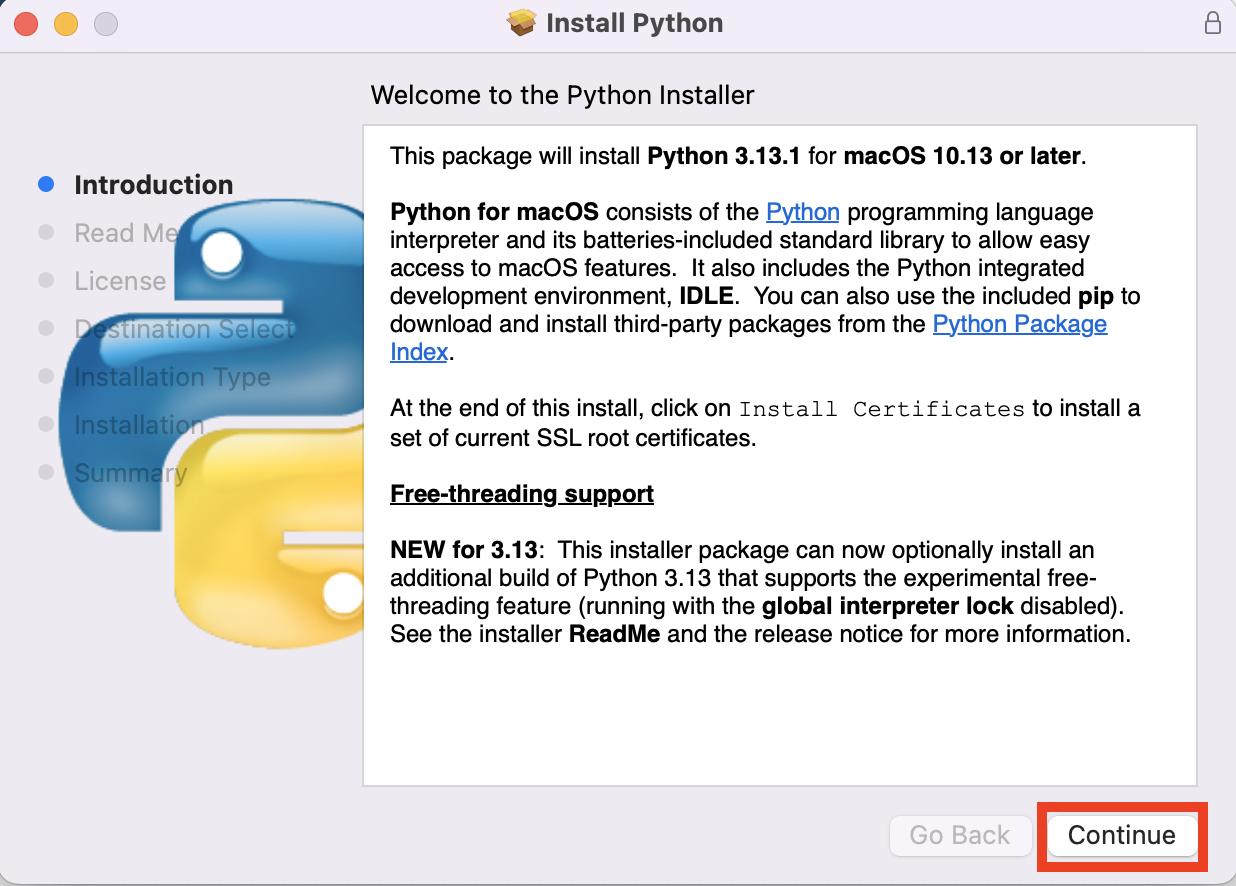 Install Python
Welcome to the Python Installer
Introduction
Read Me
License
Destination Select
Installation Type
Installation
Summary
This package will install Python 3.13.1 for macOS 10.13 or later.
Python for macOS consists of the Python programming language
interpreter and its batteries-included standard library to allow easy
access to macOS features.  It also includes the Python integrated
development environment, IDLE.  You can also use the included pip to
download and install third-party packages from the Python Package
Index.
At the end of this install, click on Install Certificates to install a
set of current SSL root certificates.
Free-threading support
NEW for 3.13:  This installer package can now optionally install an
additional build of Python 3.13 that supports the experimental free-
threading feature (running with the global interpreter lock disabled).
See the installer ReadMe and the release notice for more information.
Go Back
Continue